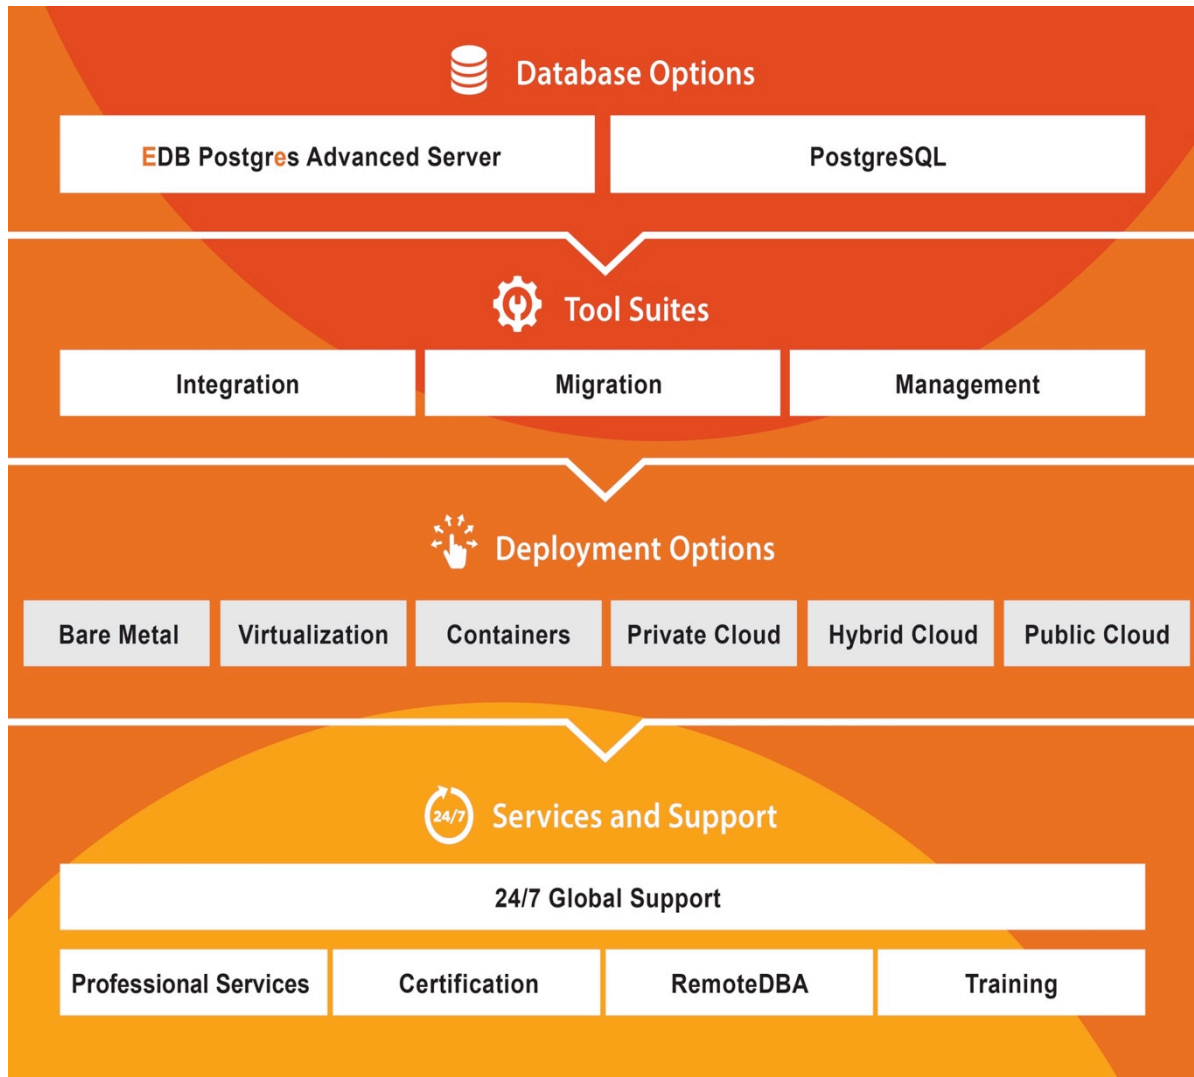 Database Options
EDB Postgres Advanced Server
PostgreSQL
Tool Suites
Integration
Migration
Management
Deployment Options
Bare Metal
Virtualization
Containers
Private Cloud
Hybrid Cloud
Public Cloud
24/7
Services and Support
24/7 Global Support
Professional Services
Certification
RemoteDBA
Training